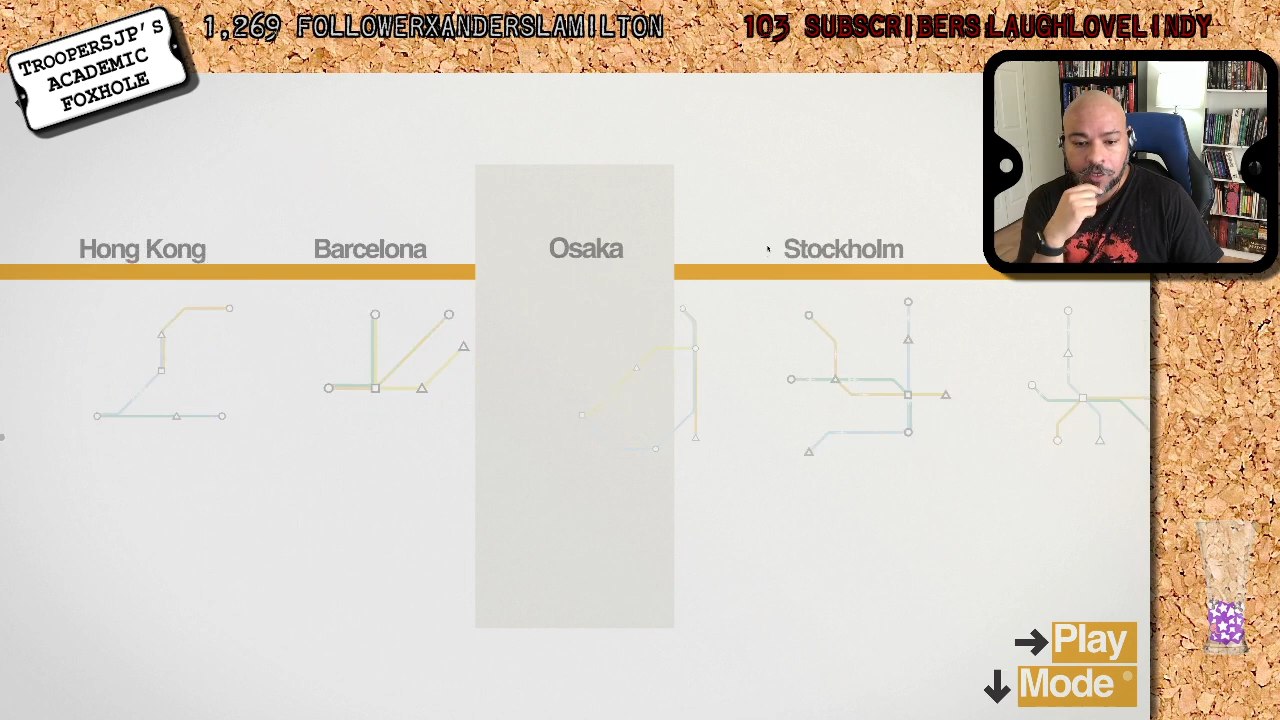 TROOPERSJP'S
ACADEMIC
FOXHOLE
1,269 FOLLOWERXANDERSLAMILTON
103 SUBSCRIBERS:LAUGHLOVELINDY
Hong Kong
Barcelona
Osaka
Stockholm
Play
Mode